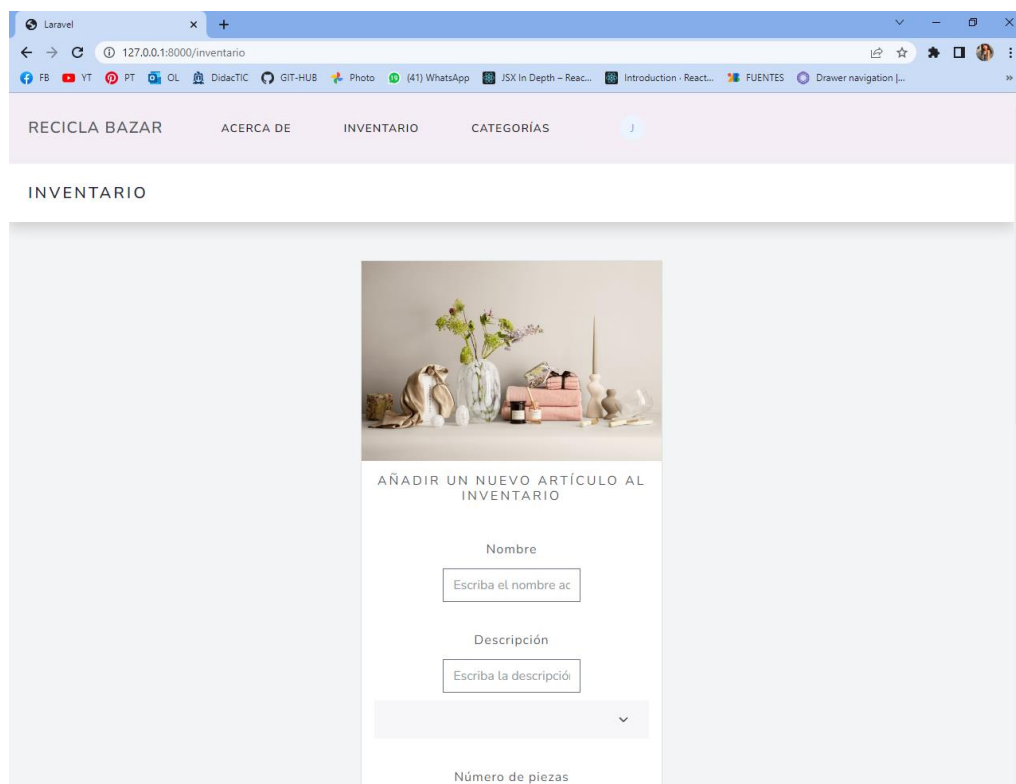 Laravel
127.0.0.1:8000/inventario
FB YT PT OL DidacTIC GIT-HUB Photo (41) WhatsApp JSX In Depth – Reac... Introduction · React... FUENTES Drawer navigation |... »
RECICLA BAZAR ACERCA DE INVENTARIO CATEGORÍAS J
INVENTARIO
AÑADIR UN NUEVO ARTÍCULO AL
INVENTARIO
Nombre
Escriba el nombre ac
Descripción
Escriba la descripció
Número de piezas